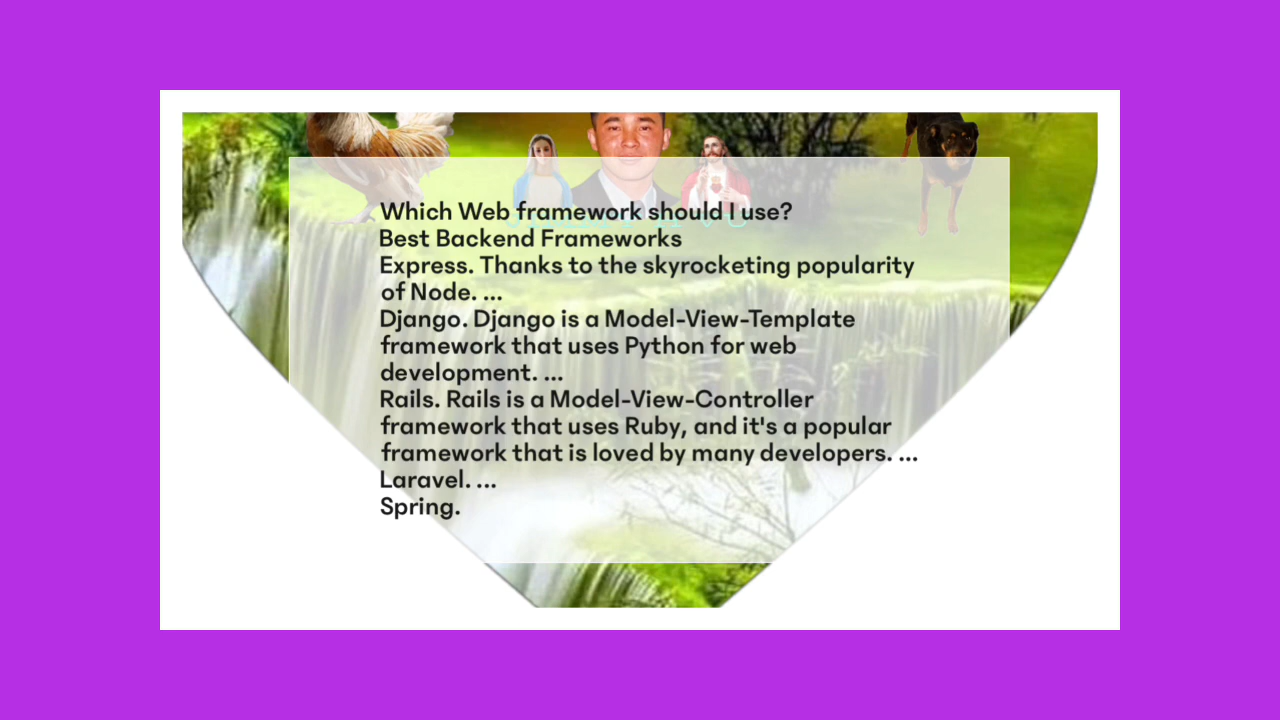 Which Web framework should I use?
Best Backend Frameworks
Express. Thanks to the skyrocketing popularity
of Node. ...
Django. Django is a Model-View-Template
framework that uses Python for web
development. ...
Rails. Rails is a Model-View-Controller
framework that uses Ruby, and it's a popular
framework that is loved by many developers. ...
Laravel. ...
Spring.